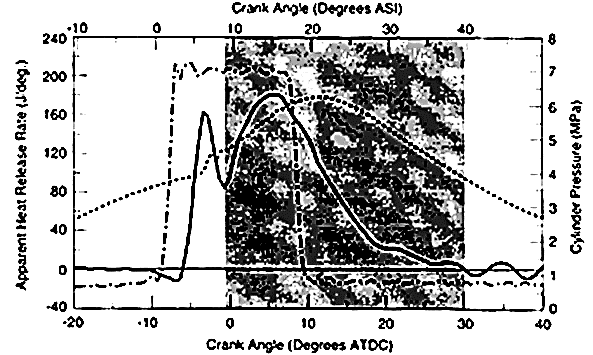 Crank Angle (Degrees ASI)
-10 0 10 20 30 40
240 8
200 7
160 6
120 5
80 4
40 3
0 2
-40 1
0
-20 -10 0 10 20 30 40
Crank Angle (Degrees ATDC)
Apparent Heat Release Rate (J/deg.)
Cylinder Pressure (MPa)